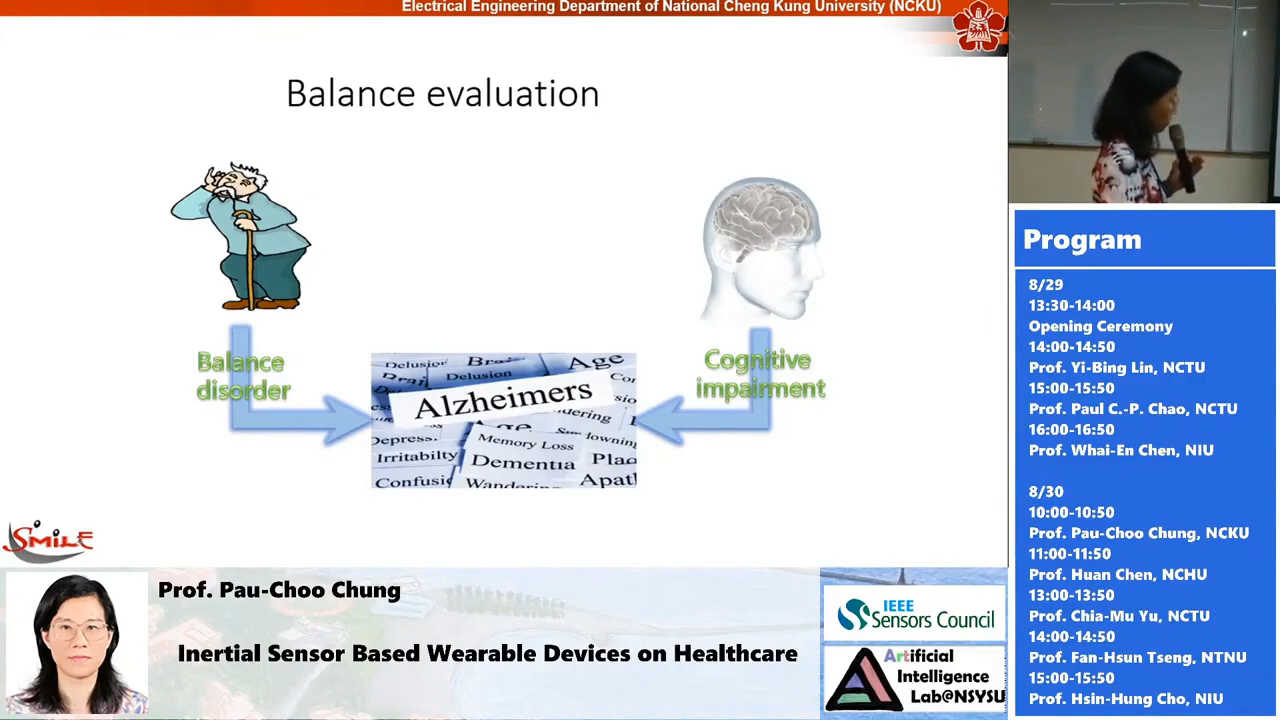 Electrical Engineering Department of National Cheng Kung University (NCKU)
Balance evaluation
Balance
disorder
Cognitive
impairment
Delusion
Age
Delusion
Alzheimers
Depress.
Memory Loss
Irritability
Dementia
Confusi
Wandering
Apat
SMILE
Prof. Pau-Choo Chung
Inertial Sensor Based Wearable Devices on Healthcare
IEEE
Sensors Council
Artificial
Intelligence
Lab@NSYSU
Program
8/29
13:30-14:00
Opening Ceremony
14:00-14:50
Prof. Yi-Bing Lin, NCTU
15:00-15:50
Prof. Paul C.-P. Chao, NCTU
16:00-16:50
Prof. Whai-En Chen, NIU
8/30
10:00-10:50
Prof. Pau-Choo Chung, NCKU
11:00-11:50
Prof. Huan Chen, NCHU
13:00-13:50
Prof. Chia-Mu Yu, NCTU
14:00-14:50
Prof. Fan-Hsun Tseng, NTNU
15:00-15:50
Prof. Hsin-Hung Cho, NIU